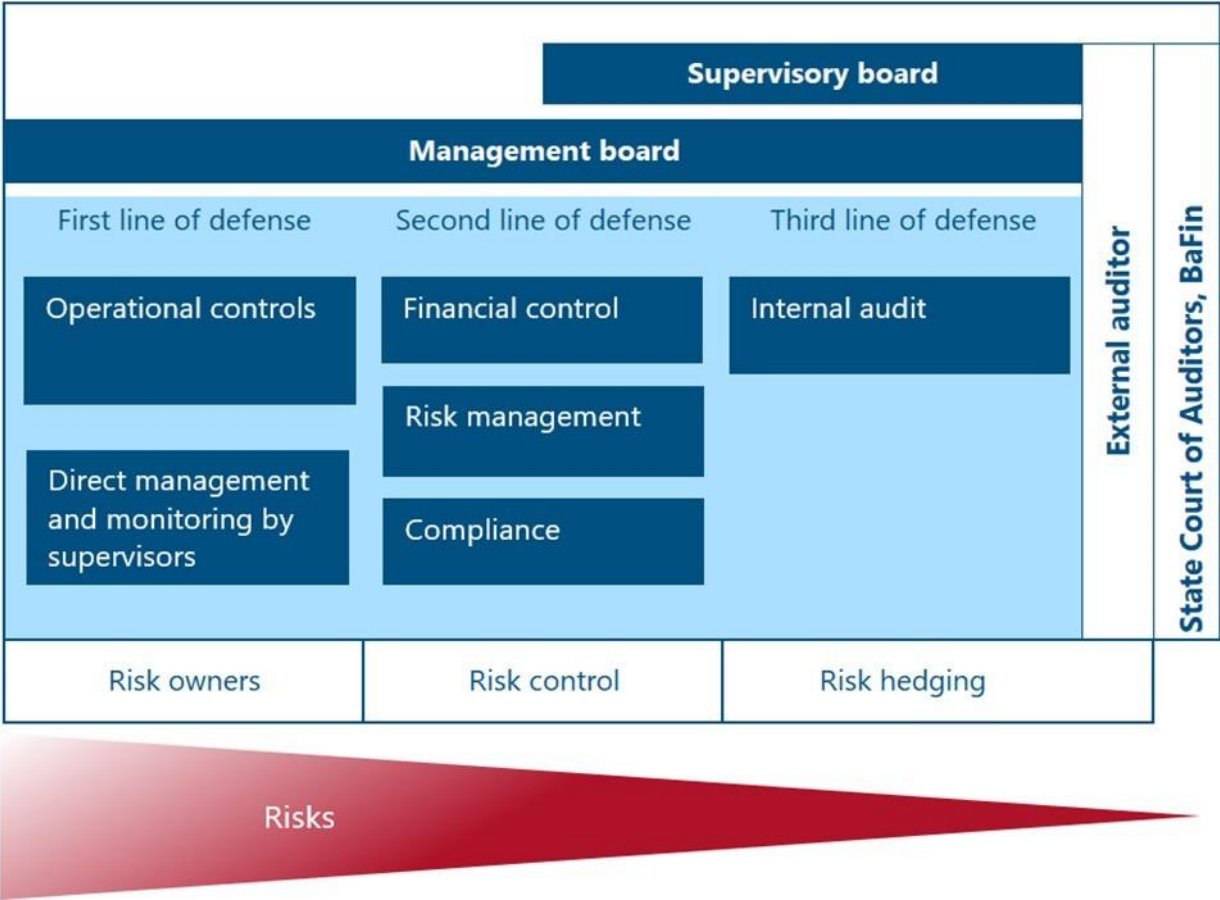 Supervisory board
Management board
First line of defense
Second line of defense
Third line of defense
Operational controls
Financial control
Internal audit
Risk management
Direct management
and monitoring by
supervisors
Compliance
External auditor
State Court of Auditors, BaFin
Risk owners
Risk control
Risk hedging
Risks